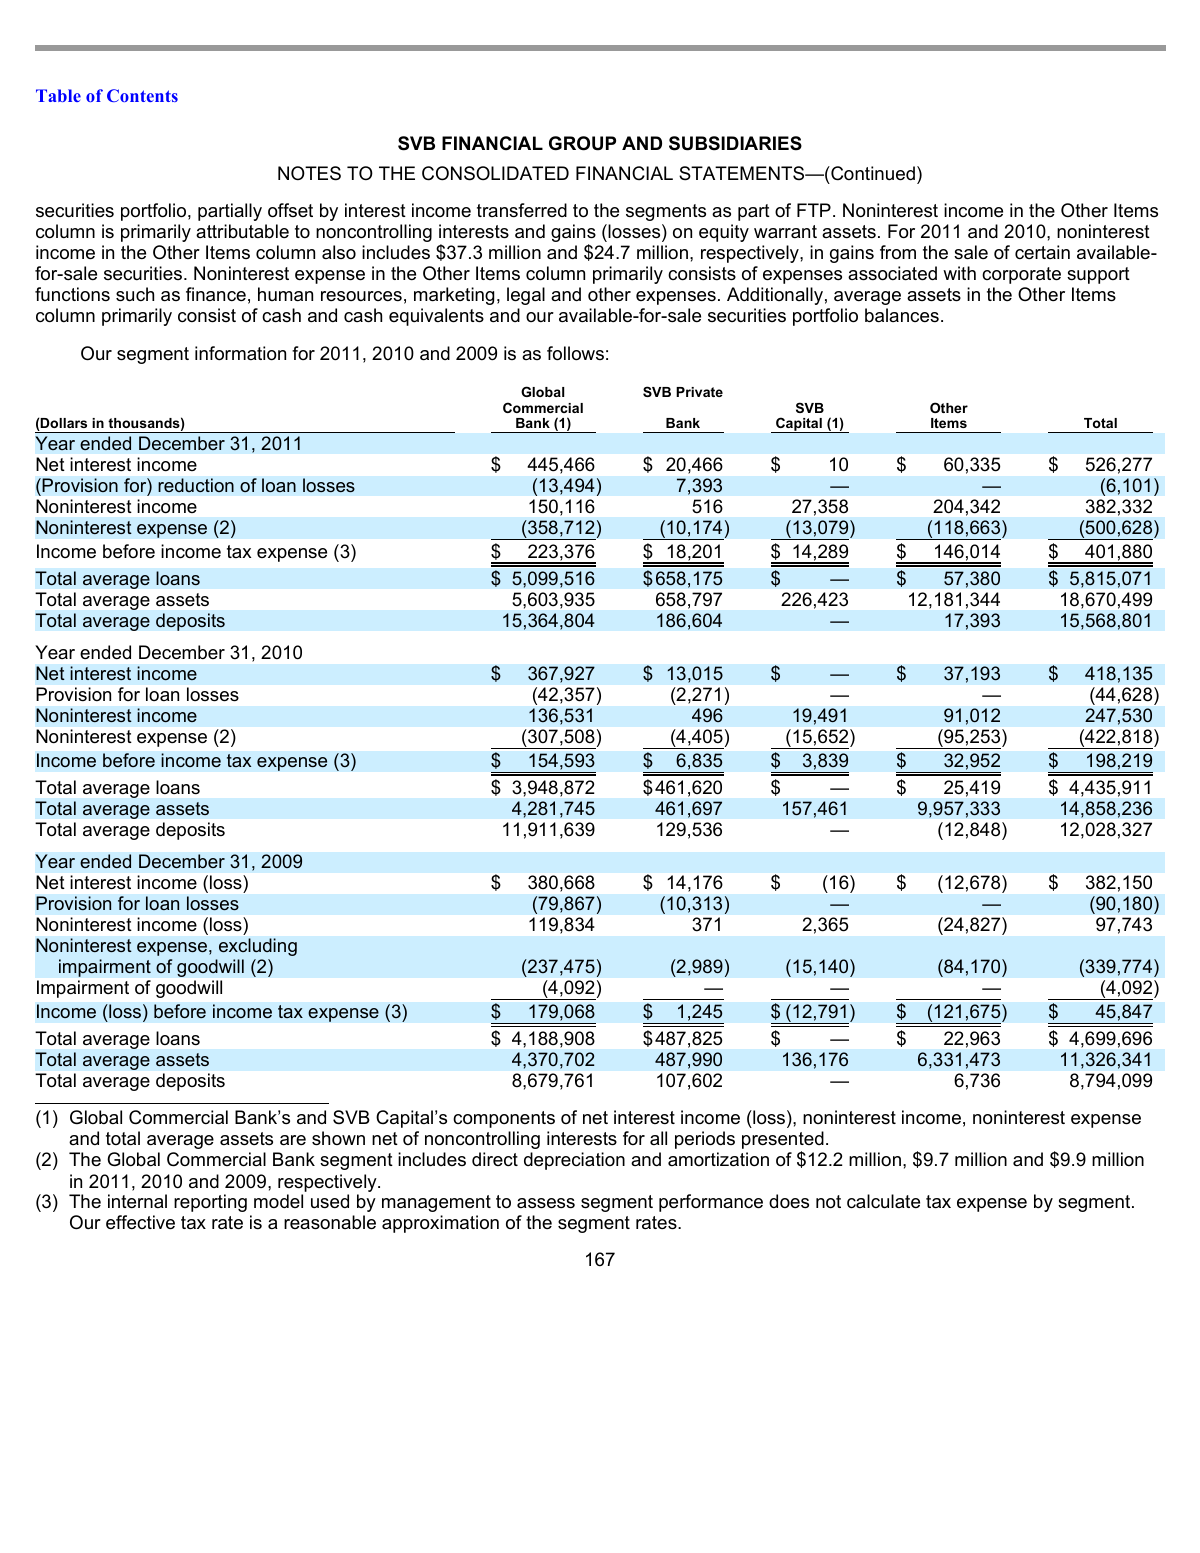 Table of Contents
SVB FINANCIAL GROUP AND SUBSIDIARIES
NOTES TO THE CONSOLIDATED FINANCIAL STATEMENTS—(Continued)
securities portfolio, partially offset by interest income transferred to the segments as part of FTP. Noninterest income in the Other Items
column is primarily attributable to noncontrolling interests and gains (losses) on equity warrant assets. For 2011 and 2010, noninterest
income in the Other Items column also includes $37.3 million and $24.7 million, respectively, in gains from the sale of certain available-
for-sale securities. Noninterest expense in the Other Items column primarily consists of expenses associated with corporate support
functions such as finance, human resources, marketing, legal and other expenses. Additionally, average assets in the Other Items
column primarily consist of cash and cash equivalents and our available-for-sale securities portfolio balances.
Our segment information for 2011, 2010 and 2009 is as follows:
Global SVB Private
Commercial SVB Other
(Dollars in thousands) Bank (1) Bank Capital (1) Items Total
Year ended December 31, 2011
Net interest income $ 445,466 $ 20,466 $ 10 $ 60,335 $ 526,277
(Provision for) reduction of loan losses (13,494) 7,393 — — (6,101)
Noninterest income 150,116 516 27,358 204,342 382,332
Noninterest expense (2) (358,712) (10,174) (13,079) (118,663) (500,628)
Income before income tax expense (3) $ 223,376 $ 18,201 $ 14,289 $ 146,014 $ 401,880
Total average loans $ 5,099,516 $658,175 $ — $ 57,380 $ 5,815,071
Total average assets 5,603,935 658,797 226,423 12,181,344 18,670,499
Total average deposits 15,364,804 186,604 — 17,393 15,568,801
Year ended December 31, 2010
Net interest income $ 367,927 $ 13,015 $ — $ 37,193 $ 418,135
Provision for loan losses (42,357) (2,271) — — (44,628)
Noninterest income 136,531 496 19,491 91,012 247,530
Noninterest expense (2) (307,508) (4,405) (15,652) (95,253) (422,818)
Income before income tax expense (3) $ 154,593 $ 6,835 $ 3,839 $ 32,952 $ 198,219
Total average loans $ 3,948,872 $461,620 $ — $ 25,419 $ 4,435,911
Total average assets 4,281,745 461,697 157,461 9,957,333 14,858,236
Total average deposits 11,911,639 129,536 — (12,848) 12,028,327
Year ended December 31, 2009
Net interest income (loss) $ 380,668 $ 14,176 $ (16) $ (12,678) $ 382,150
Provision for loan losses (79,867) (10,313) — — (90,180)
Noninterest income (loss) 119,834 371 2,365 (24,827) 97,743
Noninterest expense, excluding
impairment of goodwill (2) (237,475) (2,989) (15,140) (84,170) (339,774)
Impairment of goodwill (4,092) — — — (4,092)
Income (loss) before income tax expense (3) $ 179,068 $ 1,245 $ (12,791) $ (121,675) $ 45,847
Total average loans $ 4,188,908 $487,825 $ — $ 22,963 $ 4,699,696
Total average assets 4,370,702 487,990 136,176 6,331,473 11,326,341
Total average deposits 8,679,761 107,602 — 6,736 8,794,099
(1) Global Commercial Bank’s and SVB Capital’s components of net interest income (loss), noninterest income, noninterest expense
and total average assets are shown net of noncontrolling interests for all periods presented.
(2) The Global Commercial Bank segment includes direct depreciation and amortization of $12.2 million, $9.7 million and $9.9 million
in 2011, 2010 and 2009, respectively.
(3) The internal reporting model used by management to assess segment performance does not calculate tax expense by segment.
Our effective tax rate is a reasonable approximation of the segment rates.
167